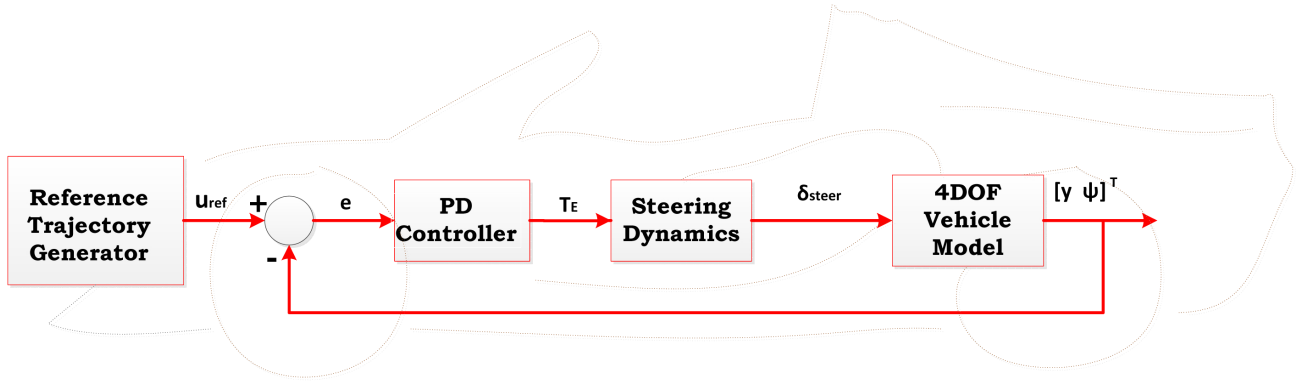 Reference
Trajectory
Generator
uref
+
-
e
PD
Controller
TE
Steering
Dynamics
δsteer
4DOF
Vehicle
Model
[y ψ]T